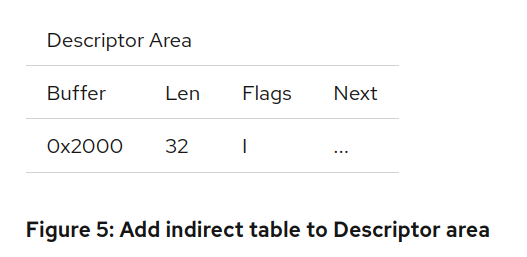 Descriptor Area
Buffer Len Flags Next
0x2000 32 I ...
Figure 5: Add indirect table to Descriptor area